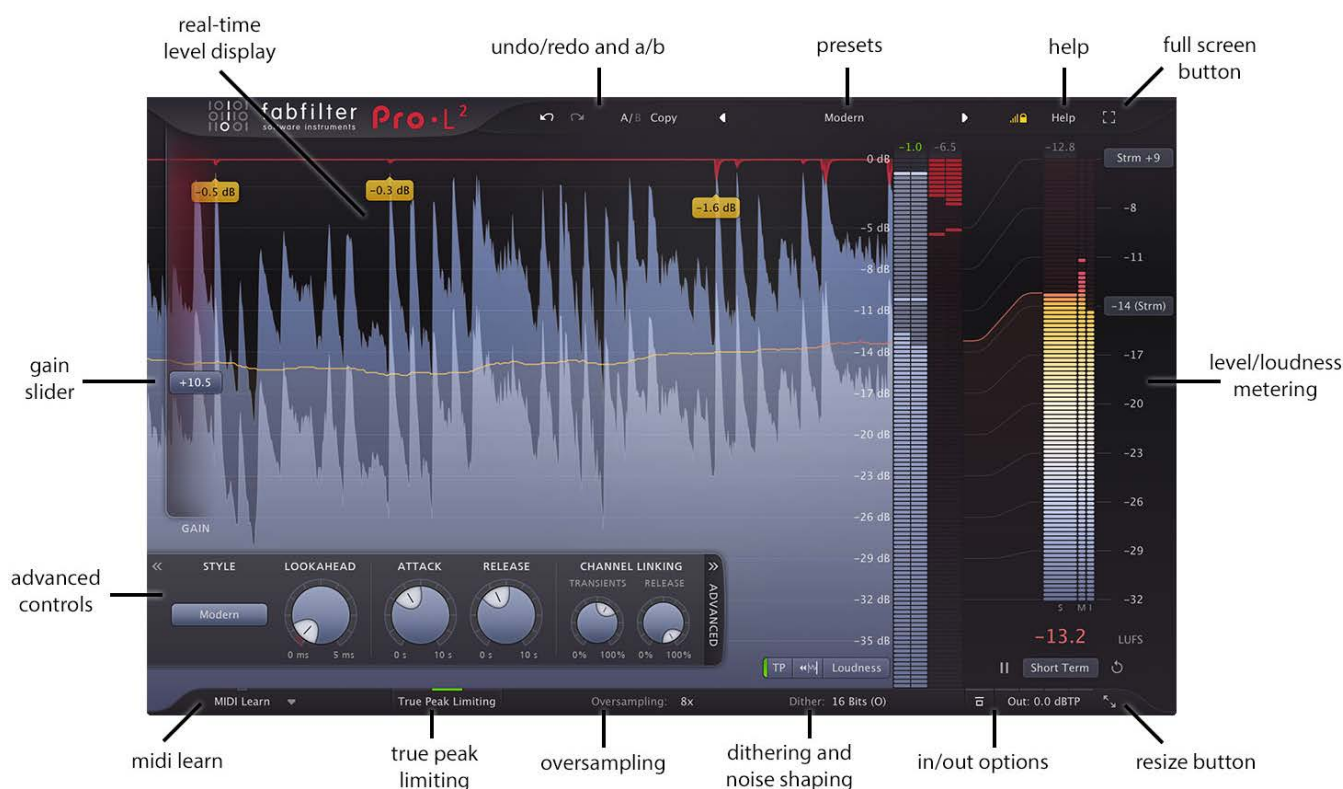 real-time
level display
undo/redo and a/b
presets
help
full screen
button
fabfilter
software instruments
Pro·L²
A/B Copy
Modern
Help
-0.5 dB
-0.3 dB
-1.6 dB
0 dB
-5 dB
-8 dB
-11 dB
-14 dB
-17 dB
-20 dB
-23 dB
-26 dB
-29 dB
-32 dB
-35 dB
-1.0
-6.5
-12.8
Strm +9
-8
-11
-14 (Strm)
-17
-20
-23
-26
-29
-32
S M I
-13.2 LUFS
Short Term
gain
slider
+10.5
GAIN
level/loudness
metering
advanced
controls
STYLE
Modern
LOOKAHEAD
0 ms 5 ms
ATTACK
0 s 10 s
RELEASE
0 s 10 s
CHANNEL LINKING
TRANSIENTS RELEASE
0% 100% 0% 100%
ADVANCED
TP Loudness
MIDI Learn
True Peak Limiting
Oversampling: 8x
Dither: 16 Bits (O)
Out: 0.0 dBTP
midi learn
true peak
limiting
oversampling
dithering and
noise shaping
in/out options
resize button